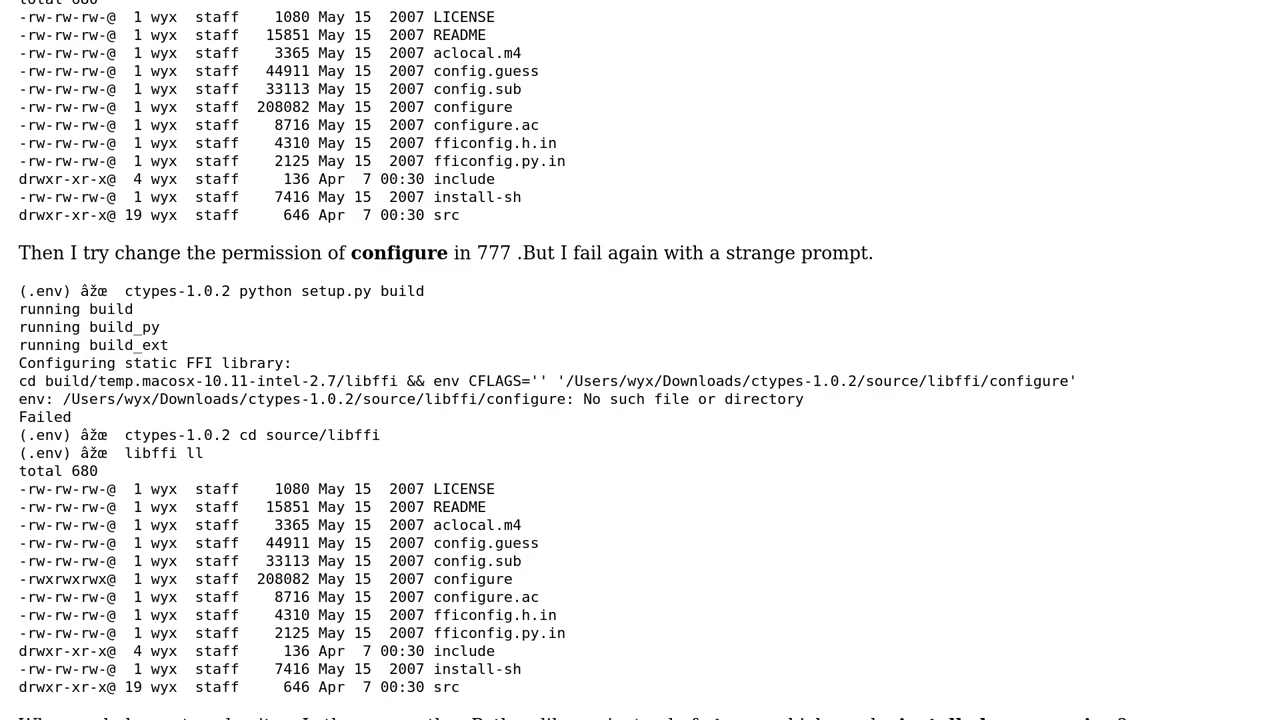 total 680
-rw-rw-rw-@  1 wyx  staff    1080 May 15  2007 LICENSE
-rw-rw-rw-@  1 wyx  staff   15851 May 15  2007 README
-rw-rw-rw-@  1 wyx  staff    3365 May 15  2007 aclocal.m4
-rw-rw-rw-@  1 wyx  staff   44911 May 15  2007 config.guess
-rw-rw-rw-@  1 wyx  staff   33113 May 15  2007 config.sub
-rw-rw-rw-@  1 wyx  staff  208082 May 15  2007 configure
-rw-rw-rw-@  1 wyx  staff    8716 May 15  2007 configure.ac
-rw-rw-rw-@  1 wyx  staff    4310 May 15  2007 fficonfig.h.in
-rw-rw-rw-@  1 wyx  staff    2125 May 15  2007 fficonfig.py.in
drwxr-xr-x@  4 wyx  staff     136 Apr  7 00:30 include
-rw-rw-rw-@  1 wyx  staff    7416 May 15  2007 install-sh
drwxr-xr-x@ 19 wyx  staff     646 Apr  7 00:30 src
Then I try change the permission of configure in 777 .But I fail again with a strange prompt.
(.env) âžœ  ctypes-1.0.2 python setup.py build
running build
running build_py
running build_ext
Configuring static FFI library:
cd build/temp.macosx-10.11-intel-2.7/libffi && env CFLAGS='' '/Users/wyx/Downloads/ctypes-1.0.2/source/libffi/configure'
env: /Users/wyx/Downloads/ctypes-1.0.2/source/libffi/configure: No such file or directory
Failed
(.env) âžœ  ctypes-1.0.2 cd source/libffi
(.env) âžœ  libffi ll
total 680
-rw-rw-rw-@  1 wyx  staff    1080 May 15  2007 LICENSE
-rw-rw-rw-@  1 wyx  staff   15851 May 15  2007 README
-rw-rw-rw-@  1 wyx  staff    3365 May 15  2007 aclocal.m4
-rw-rw-rw-@  1 wyx  staff   44911 May 15  2007 config.guess
-rw-rw-rw-@  1 wyx  staff   33113 May 15  2007 config.sub
-rwxrwxrwx@  1 wyx  staff  208082 May 15  2007 configure
-rw-rw-rw-@  1 wyx  staff    8716 May 15  2007 configure.ac
-rw-rw-rw-@  1 wyx  staff    4310 May 15  2007 fficonfig.h.in
-rw-rw-rw-@  1 wyx  staff    2125 May 15  2007 fficonfig.py.in
drwxr-xr-x@  4 wyx  staff     136 Apr  7 00:30 include
-rw-rw-rw-@  1 wyx  staff    7416 May 15  2007 install-sh
drwxr-xr-x@ 19 wyx  staff     646 Apr  7 00:30 src